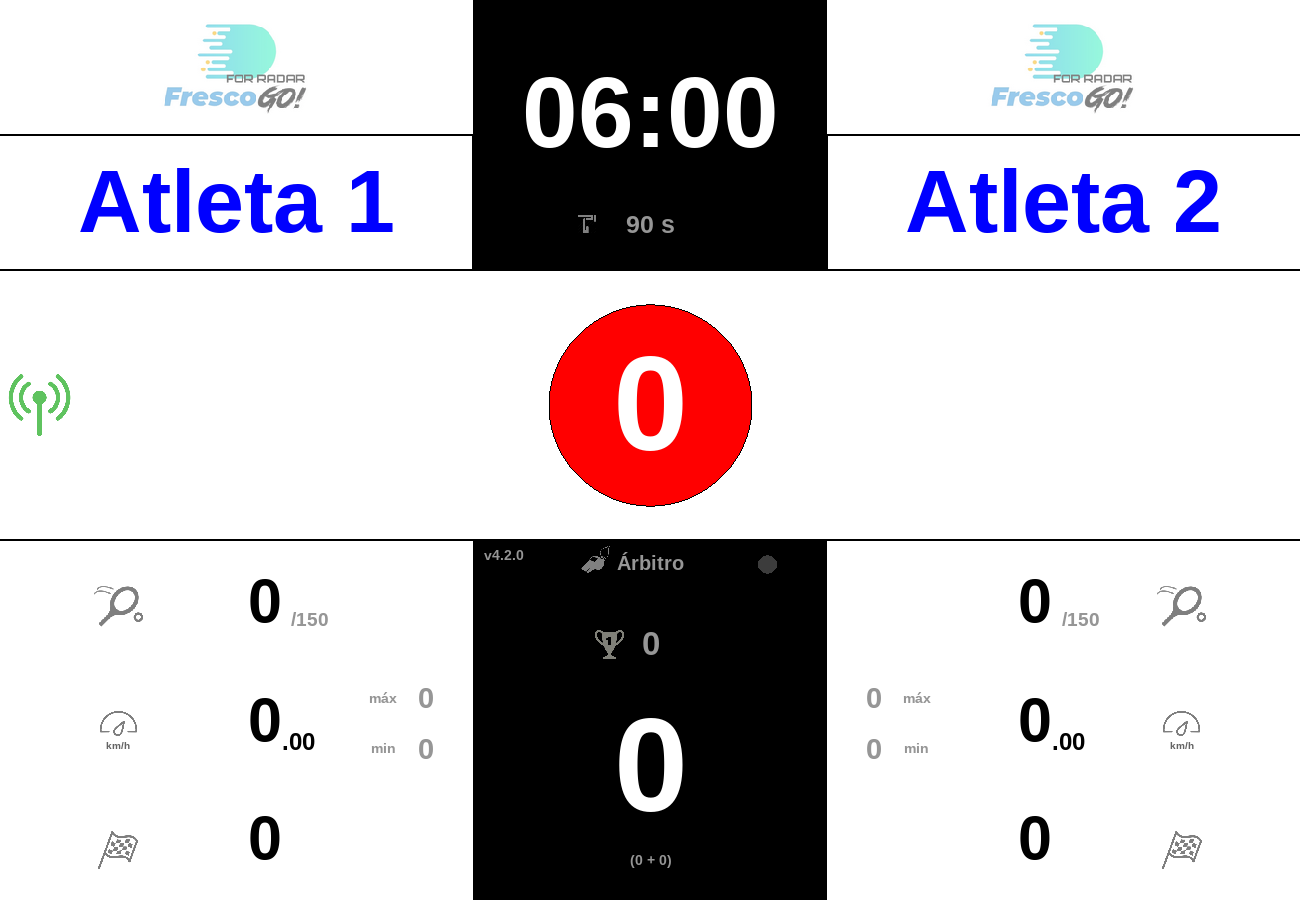 FOR RADAR
FrescoGO!
06:00
FOR RADAR
FrescoGO!
Atleta 1
90 s
Atleta 2
0
v4.2.0
Árbitro
0 /150
0
0 /150
0.00
máx 0
min 0
km/h
0
(0 + 0)
0 máx
0 min
0.00
km/h
0
0